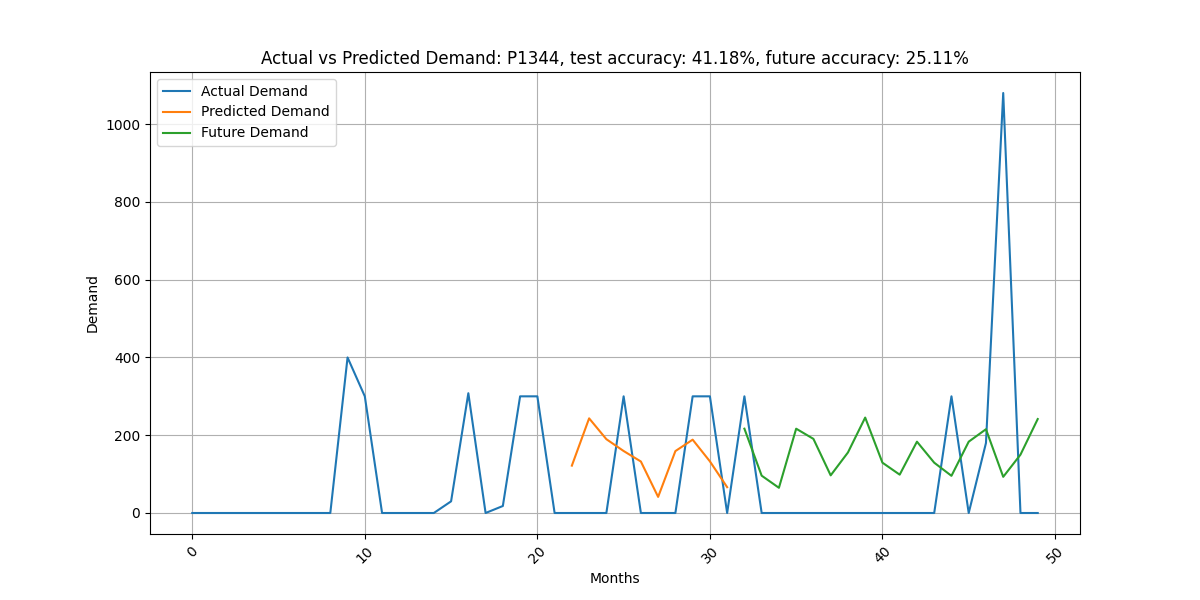 Actual vs Predicted Demand: P1344, test accuracy: 41.18%, future accuracy: 25.11%
Actual Demand
Predicted Demand
Future Demand
1000
800
600
400
200
0
Demand
0 10 20 30 40 50
Months